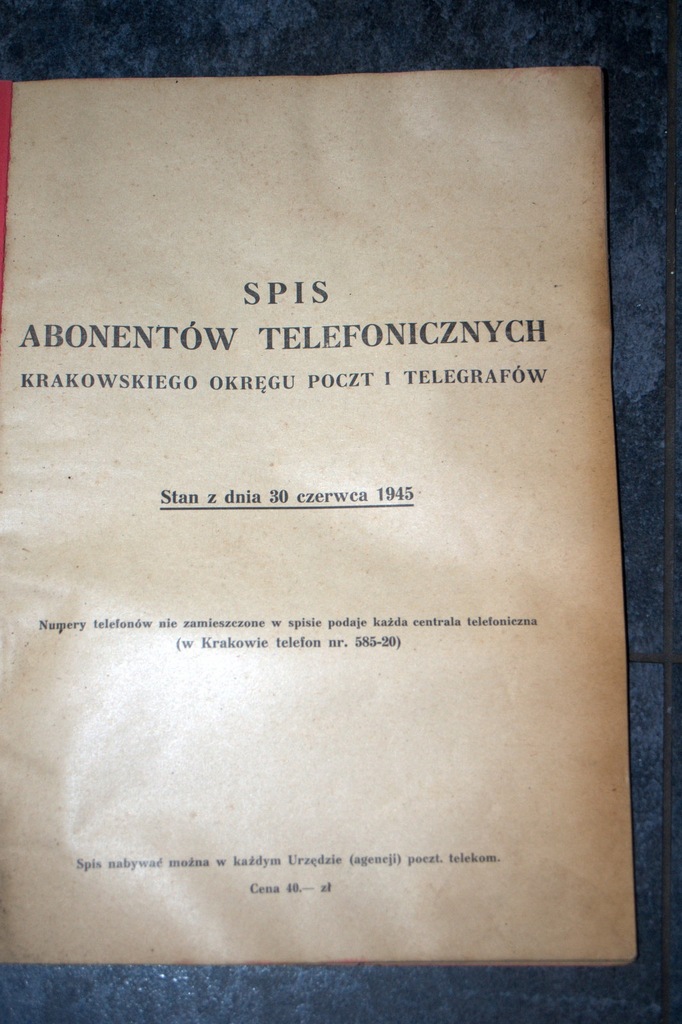 SPIS
ABONENTÓW TELEFONICZNYCH
KRAKOWSKIEGO OKRĘGU POCZT I TELEGRAFÓW
Stan z dnia 30 czerwca 1945
Numery telefonów nie zamieszczone w spisie podaje każda centrala telefoniczna
(w Krakowie telefon nr. 585-20)
Spis nabywać można w każdym Urzędzie (agencji) poczt. telekom.
Cena 40.— zł